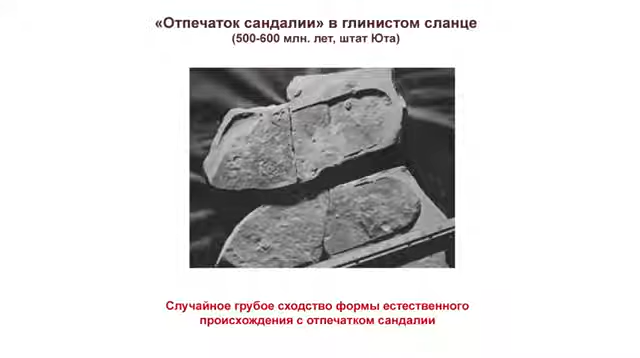 «Отпечаток сандалии» в глинистом сланце
(500-600 млн. лет, штат Юта)
Случайное грубое сходство формы естественного
происхождения с отпечатком сандалии